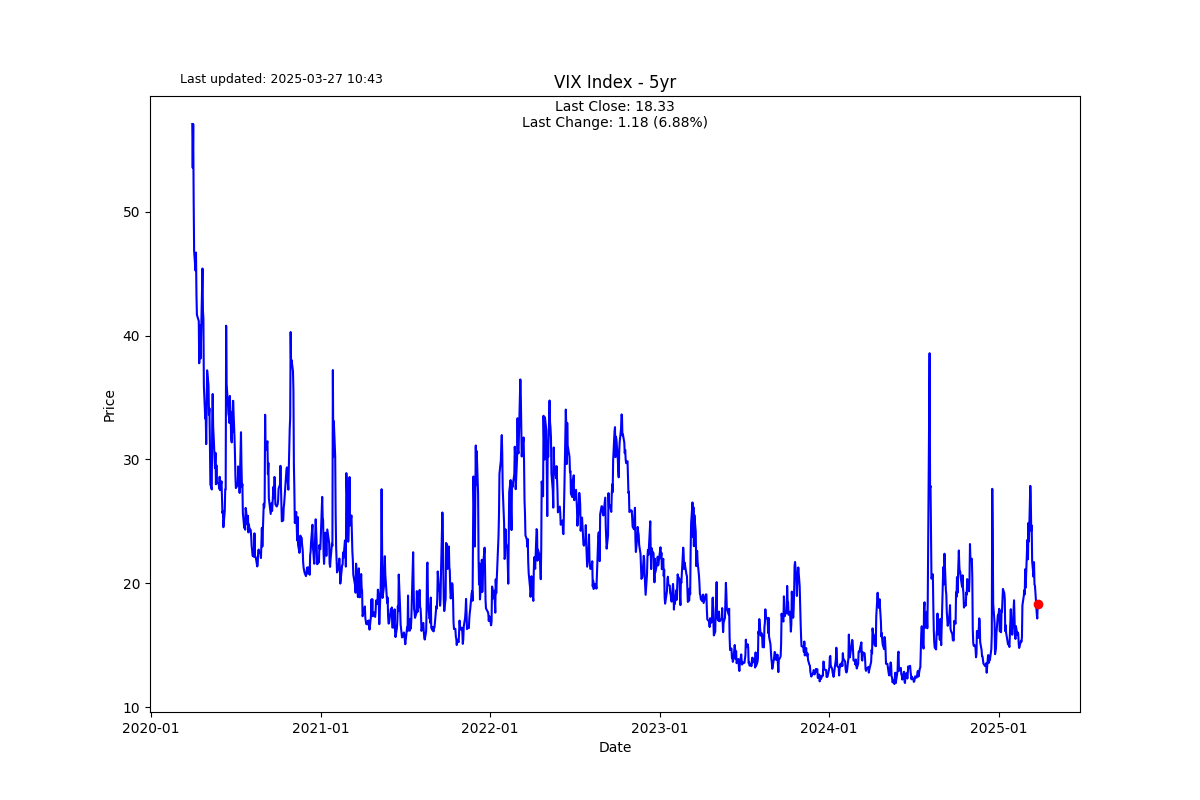 Last updated: 2025-03-27 10:43
VIX Index - 5yr
Last Close: 18.33
Last Change: 1.18 (6.88%)
Price
50
40
30
20
10
2020-01
2021-01
2022-01
2023-01
2024-01
2025-01
Date